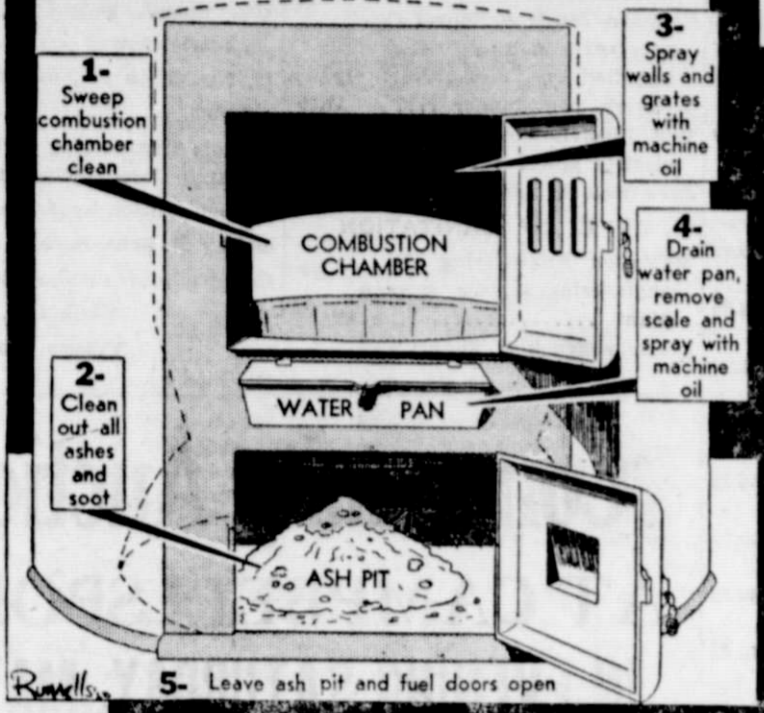 1-
Sweep
combustion
chamber
clean
3-
Spray
walls and
grates
with
machine
oil
COMBUSTION
CHAMBER
4-
Drain
water pan,
remove
scale and
spray with
machine
oil
2-
Clean
out all
ashes
and
soot
WATER PAN
ASH PIT
5- Leave ash pit and fuel doors open